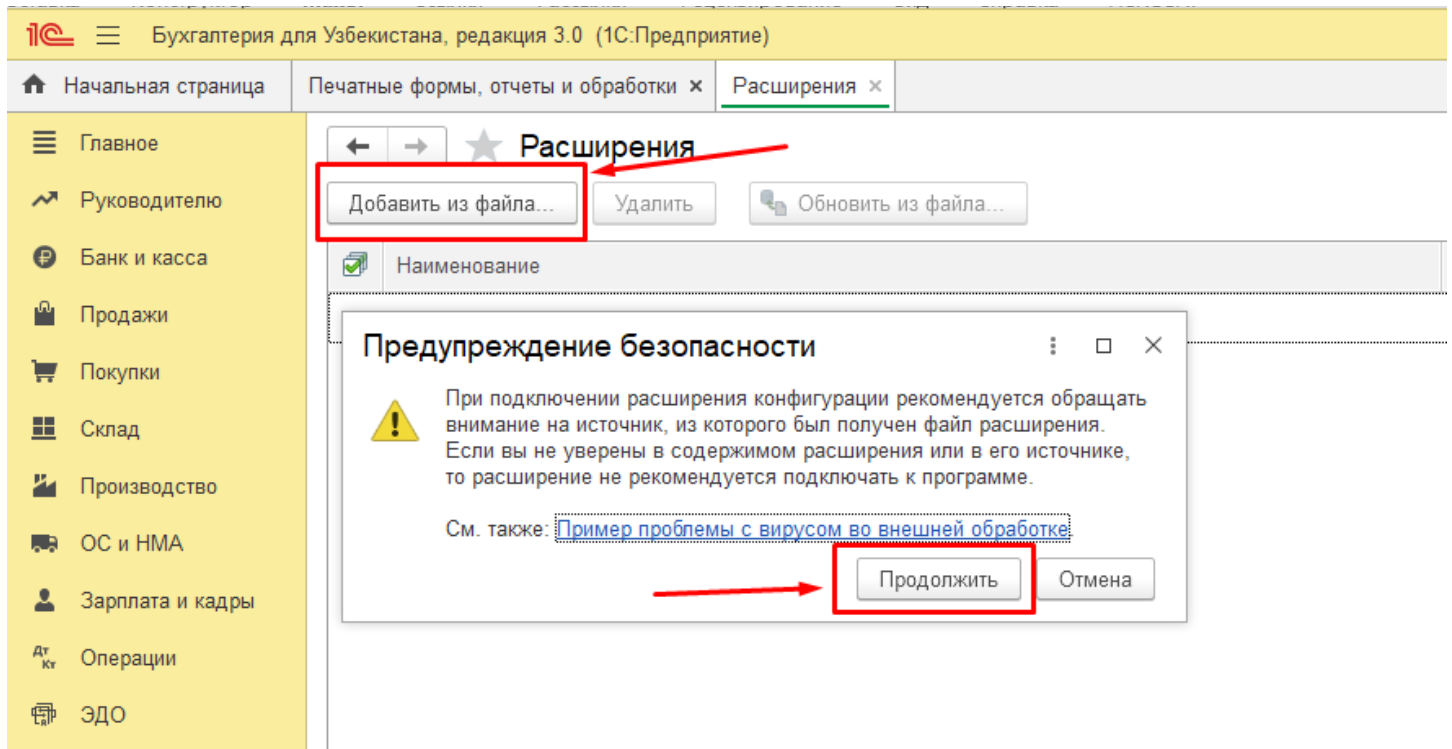 1С Бухгалтерия для Узбекистана, редакция 3.0 (1С:Предприятие)
Начальная страница Печатные формы, отчеты и обработки × Расширения ×
Главное
Руководителю
Банк и касса
Продажи
Покупки
Склад
Производство
ОС и НМА
Зарплата и кадры
Дт Кт Операции
ЭДО
Расширения
Добавить из файла... Удалить Обновить из файла...
Наименование
Предупреждение безопасности
При подключении расширения конфигурации рекомендуется обращать
внимание на источник, из которого был получен файл расширения.
Если вы не уверены в содержимом расширения или в его источнике,
то расширение не рекомендуется подключать к программе.
См. также: Пример проблемы с вирусом во внешней обработке.
Продолжить Отмена